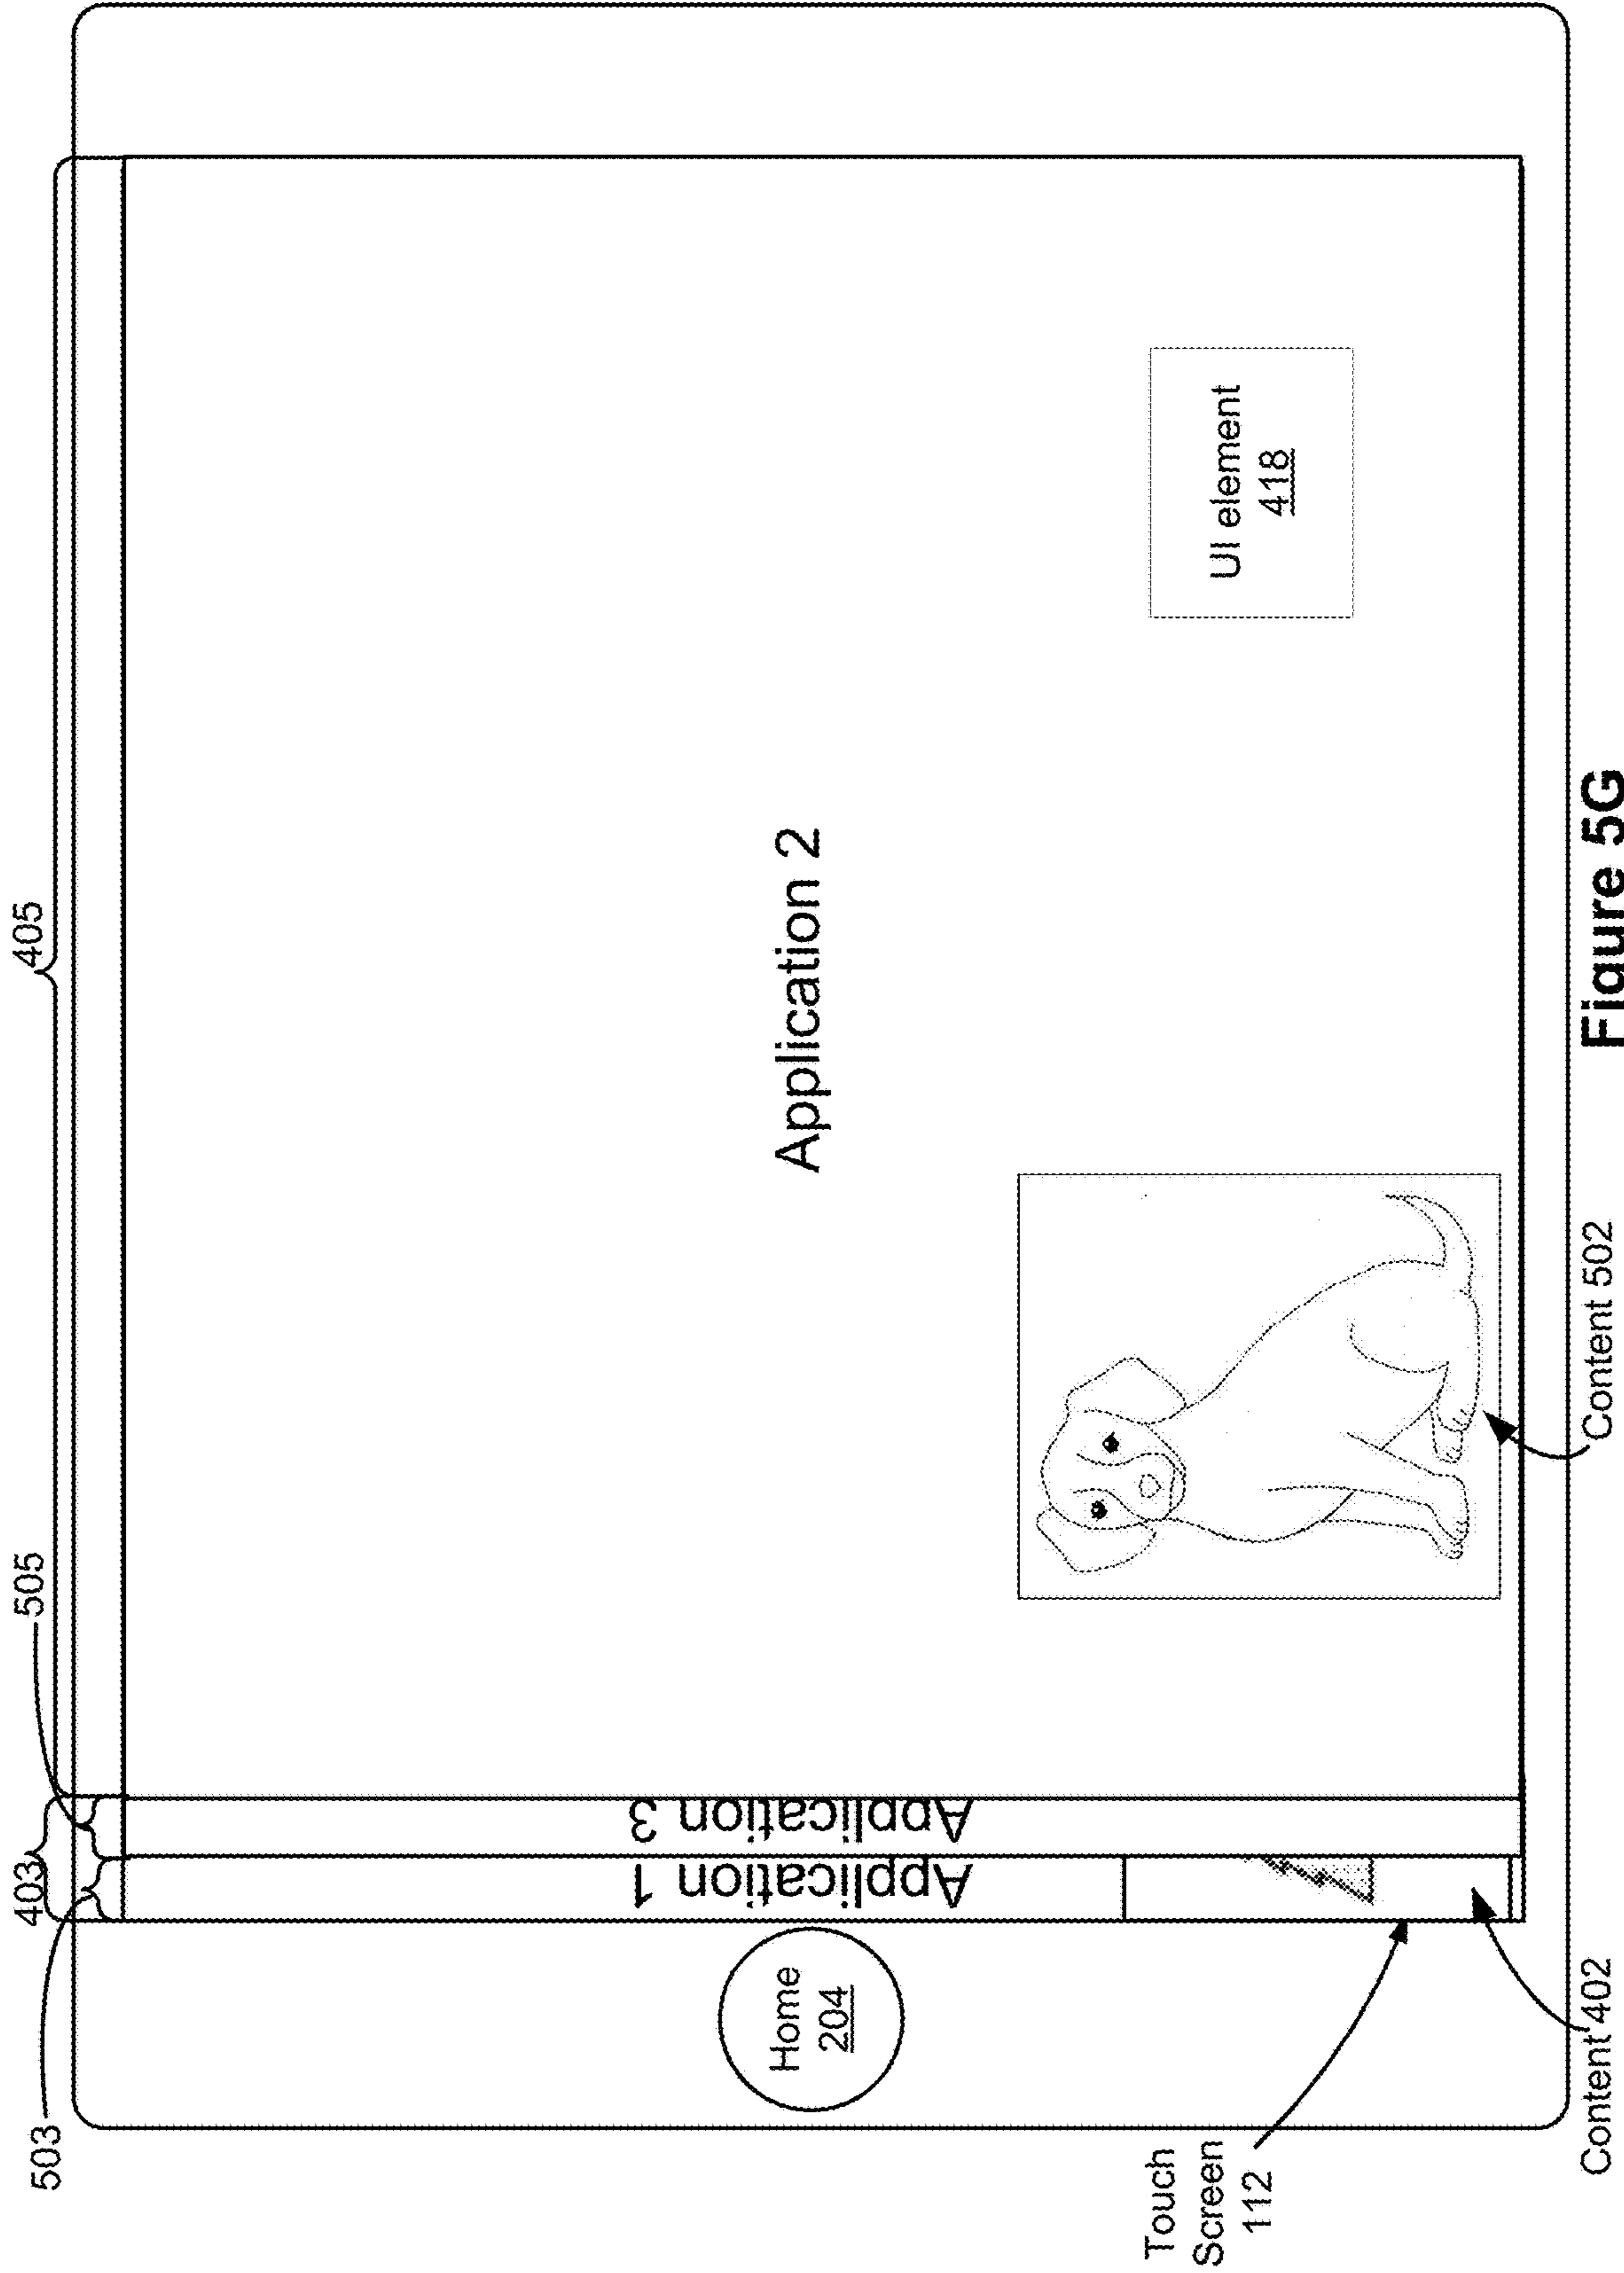 503
403
505
405
Home
204
Application 1
Application 3
Application 2
UI element
418
Touch
Screen
112
Content 402
Content 502
Figure 5G